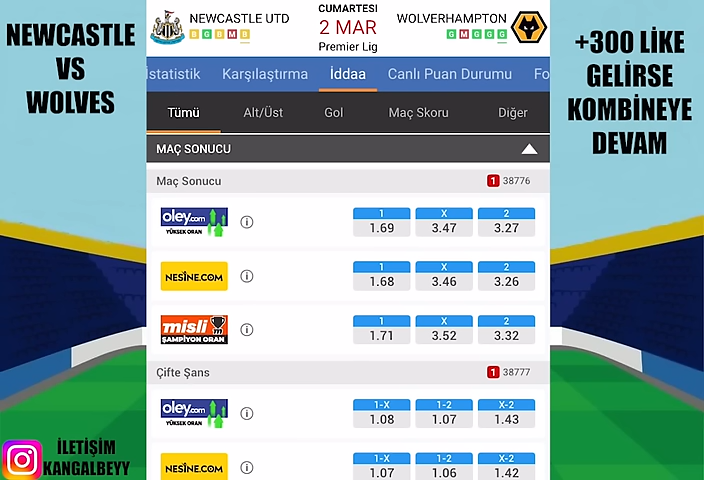 NEWCASTLE
VS
WOLVES
NEWCASTLE UTD
B G B M B
CUMARTESI
2 MAR
Premier Lig
WOLVERHAMPTON
G M G G G
+300 LİKE
GELİRSE
KOMBİNEYE
DEVAM
İstatistik Karşılaştırma İddaa Canlı Puan Durumu Fo
Tümü Alt/Üst Gol Maç Skoru Diğer
MAÇ SONUCU
Maç Sonucu 1 38776
oley.com
YÜKSEK ORAN
1 X 2
1.69 3.47 3.27
NESİNE.COM
1 X 2
1.68 3.46 3.26
misli
ŞAMPİYON ORAN
1 X 2
1.71 3.52 3.32
Çifte Şans 1 38777
oley.com
YÜKSEK ORAN
1-X 1-2 X-2
1.08 1.07 1.43
NESİNE.COM
1-X 1-2 X-2
1.07 1.06 1.42
İLETİŞİM
KANGALBEYY